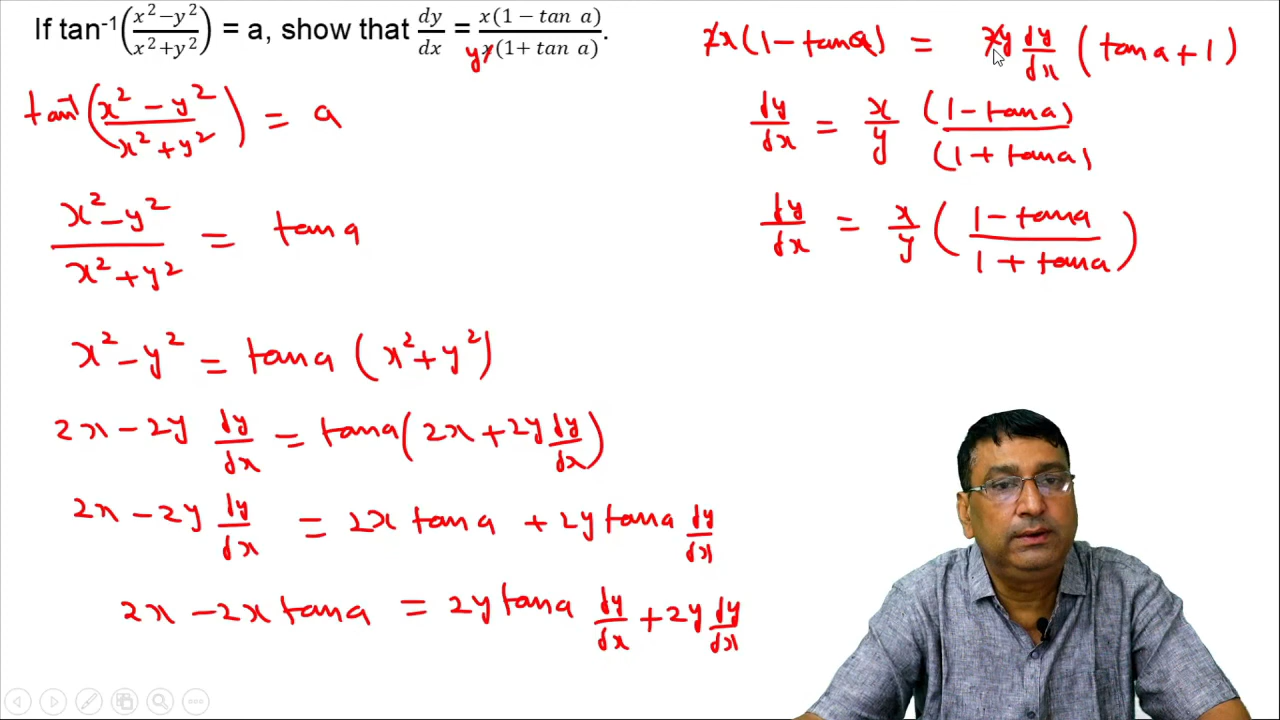 If tan⁻¹((x²−y²)/(x²+y²)) = a, show that dy/dx = x(1 − tan a)/y(1+ tan a).
tan⁻¹((x² − y²)/(x² + y²)) = a
(x² − y²)/(x² + y²) = tan a
x² − y² = tan a (x² + y²)
2x − 2y dy/dx = tan a (2x + 2y dy/dx)
2x − 2y dy/dx = 2x tan a + 2y tan a dy/dx
2x − 2x tan a = 2y tan a dy/dx + 2y dy/dx
2x(1 − tan a) = 2y dy/dx (tan a + 1)
dy/dx = x/y (1 − tan a)/(1 + tan a)
dy/dx = x/y ((1 − tan a)/(1 + tan a))